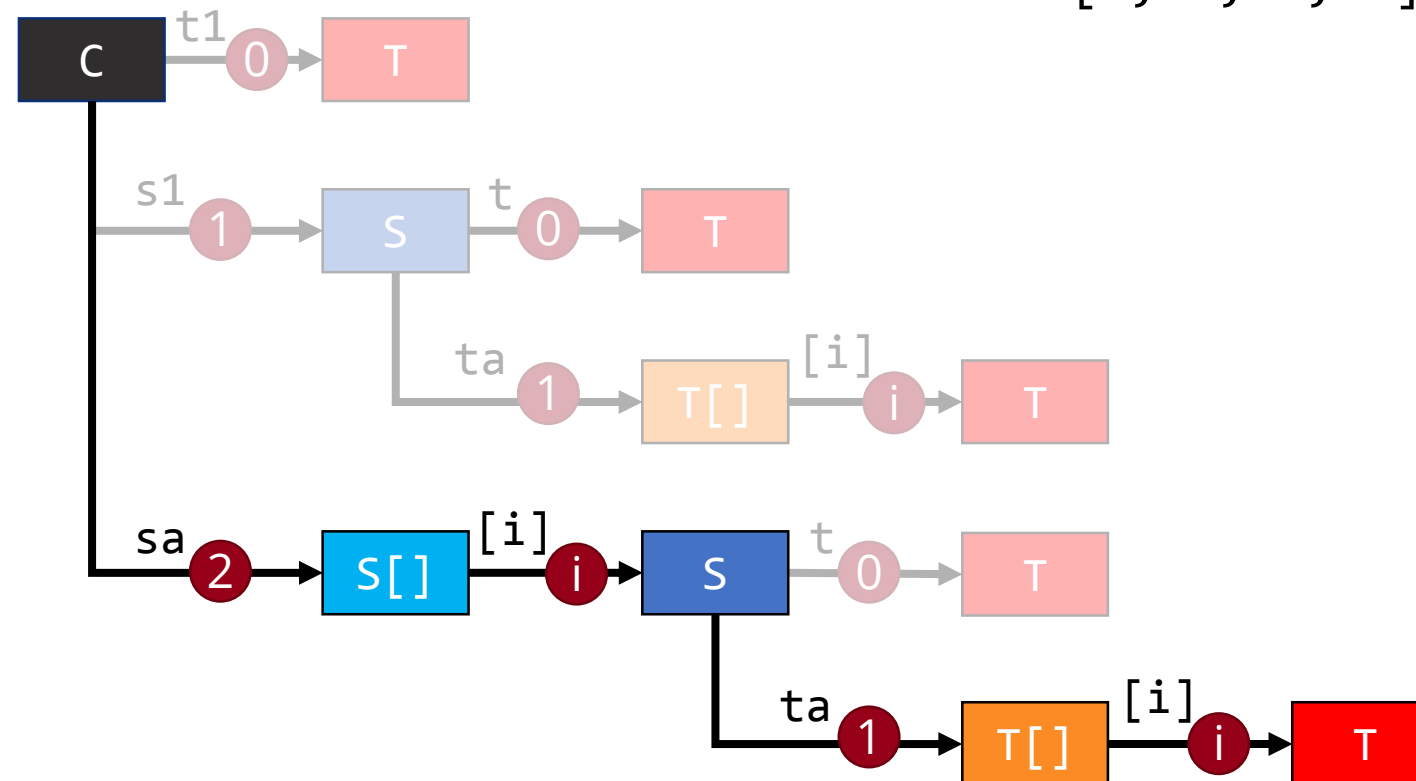 t1
C 0 T
s1 t
1 S 0 T
ta [i]
1 T[] i T
sa [i] t
2 S[] i S 0 T
ta [i]
1 T[] i T